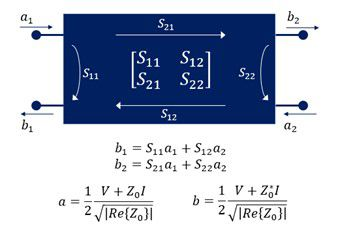 a₁ S₂₁ b₂
S₁₁ [S₁₁ S₁₂] S₂₂
[S₂₁ S₂₂]
b₁ S₁₂ a₂
b₁ = S₁₁a₁ + S₁₂a₂
b₂ = S₂₁a₁ + S₂₂a₂
a = 1/2 (V + Z₀I)/√|Re{Z₀}| b = 1/2 (V + Z₀*I)/√|Re{Z₀}|